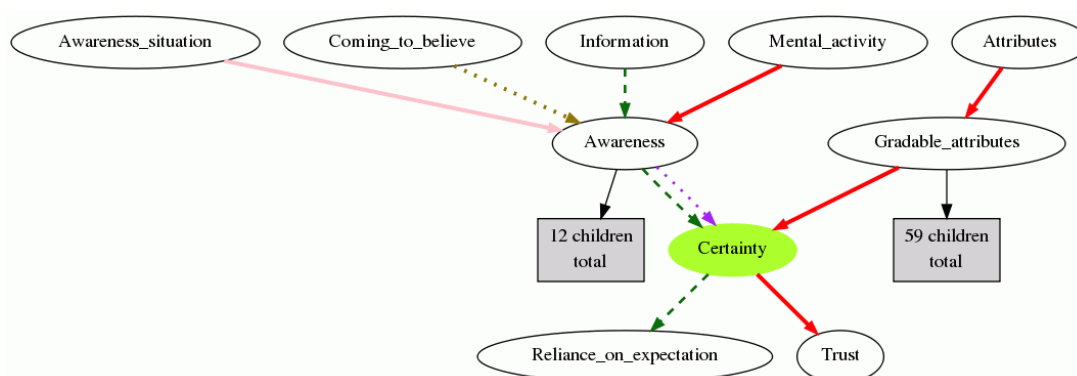 Awareness_situation
Coming_to_believe
Information
Mental_activity
Attributes
Awareness
Gradable_attributes
12 children
total
Certainty
59 children
total
Reliance_on_expectation
Trust